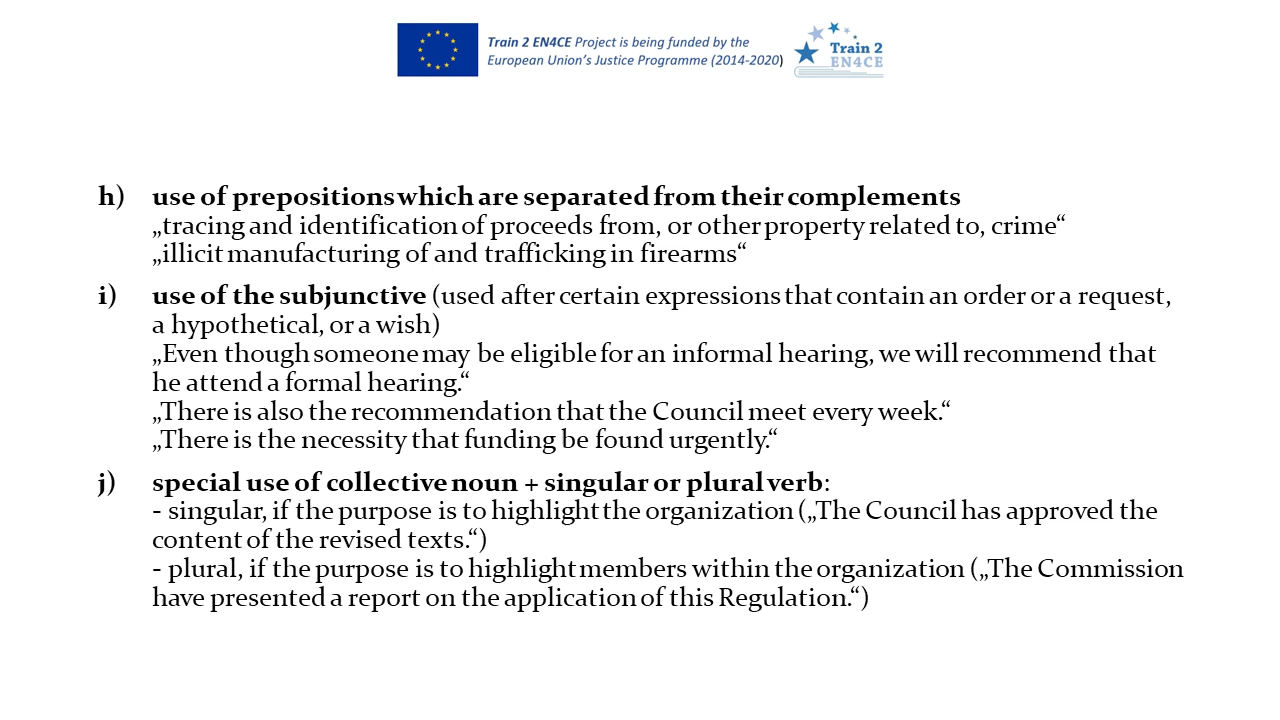 Train 2 EN4CE Project is being funded by the
European Union's Justice Programme (2014-2020)
Train 2
EN4CE
h) use of prepositions which are separated from their complements
„tracing and identification of proceeds from, or other property related to, crime“
„illicit manufacturing of and trafficking in firearms“
i) use of the subjunctive (used after certain expressions that contain an order or a request,
a hypothetical, or a wish)
„Even though someone may be eligible for an informal hearing, we will recommend that
he attend a formal hearing.“
„There is also the recommendation that the Council meet every week.“
„There is the necessity that funding be found urgently.“
j) special use of collective noun + singular or plural verb:
- singular, if the purpose is to highlight the organization („The Council has approved the
content of the revised texts.“)
- plural, if the purpose is to highlight members within the organization („The Commission
have presented a report on the application of this Regulation.“)